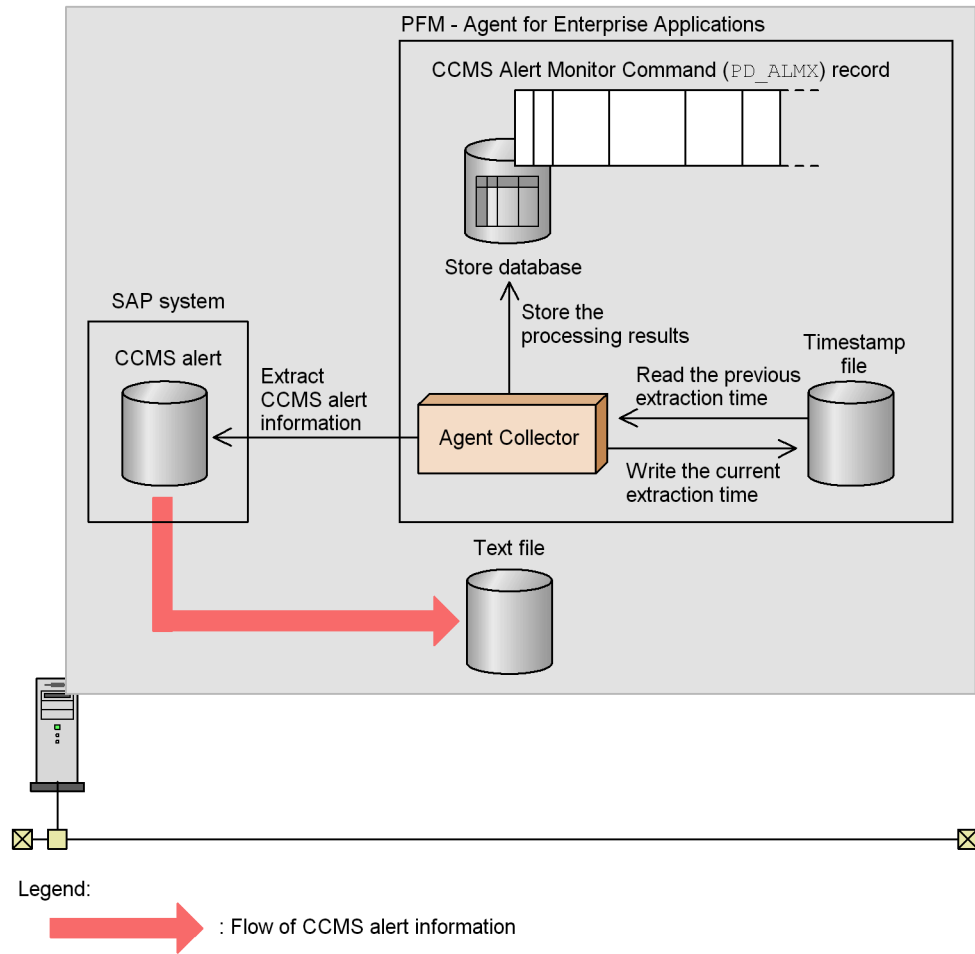 PFM - Agent for Enterprise Applications
CCMS Alert Monitor Command (PD_ALMX) record
Store database
SAP system
CCMS alert
Extract
CCMS alert
information
Store the
processing results
Agent Collector
Timestamp
file
Read the previous
extraction time
Write the current
extraction time
Text file
Legend:
: Flow of CCMS alert information